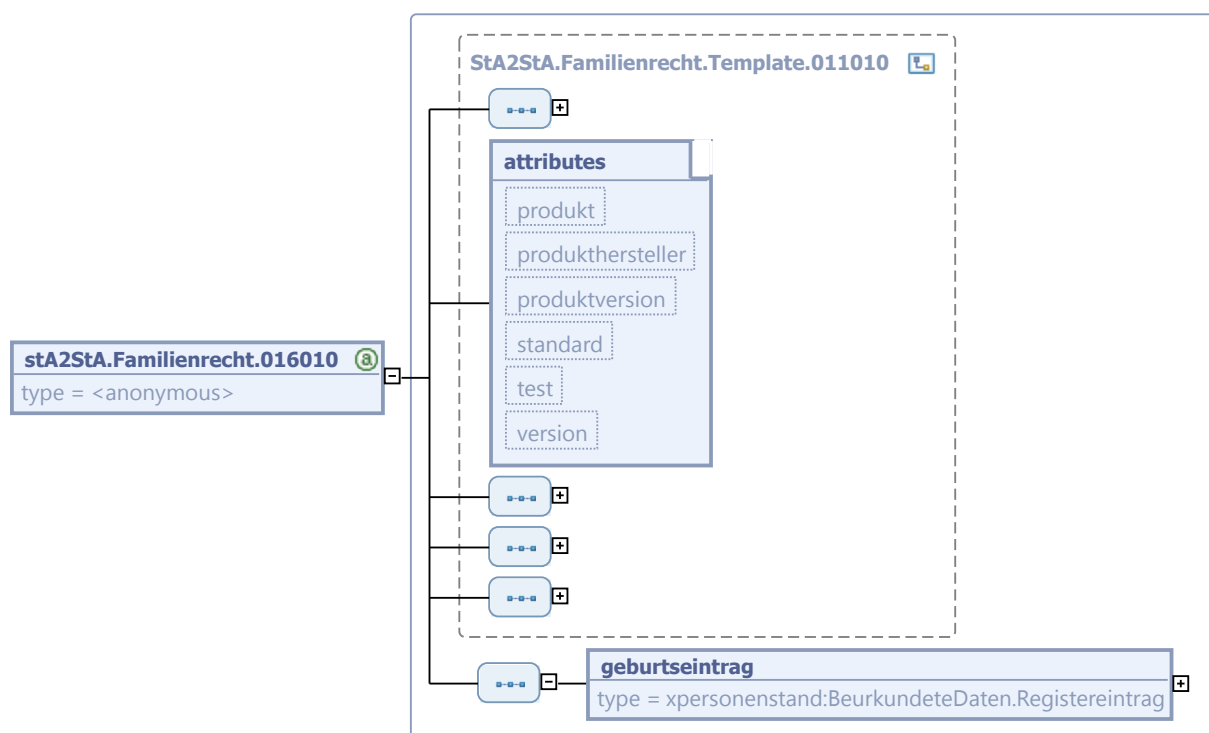 StA2StA.Familienrecht.Template.011010
attributes
produkt
produkthersteller
produktversion
standard
test
version
stA2StA.Familienrecht.016010 a
type = <anonymous>
geburtseintrag
type = xpersonenstand:BeurkundeteDaten.Registereintrag